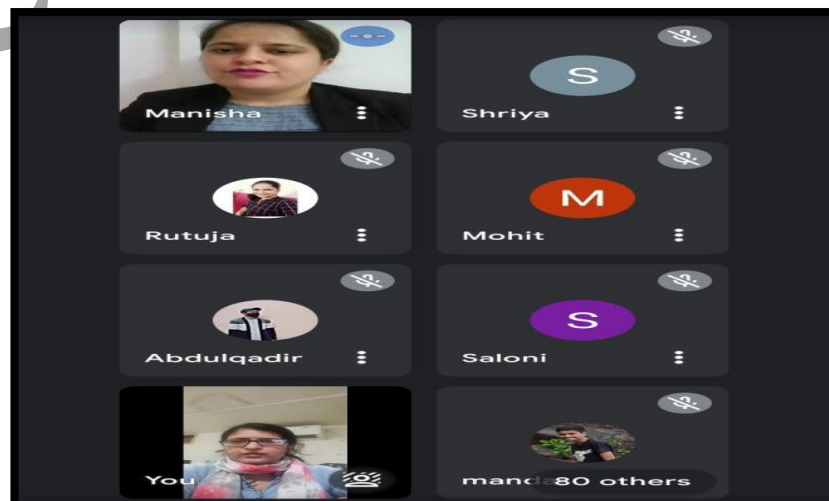 Manisha
S
Shriya
Rutuja
M
Mohit
Abdulqadir
S
Saloni
You
80 others